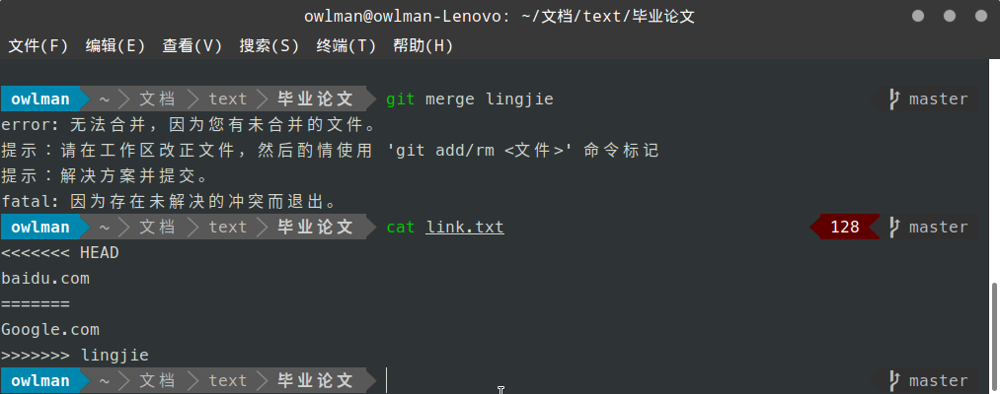 owlman@owlman-Lenovo: ~/文档/text/毕业论文
文件(F) 编辑(E) 查看(V) 搜索(S) 终端(T) 帮助(H)
owlman ~ 文档 text 毕业论文 git merge lingjie master
error: 无法合并，因为您有未合并的文件。
提示：请在工作区改正文件，然后酌情使用 'git add/rm <文件>' 命令标记
提示：解决方案并提交。
fatal: 因为存在未解决的冲突而退出。
owlman ~ 文档 text 毕业论文 cat link.txt 128 master
<<<<<<< HEAD
baidu.com
=======
Google.com
>>>>>>> lingjie
owlman ~ 文档 text 毕业论文 master